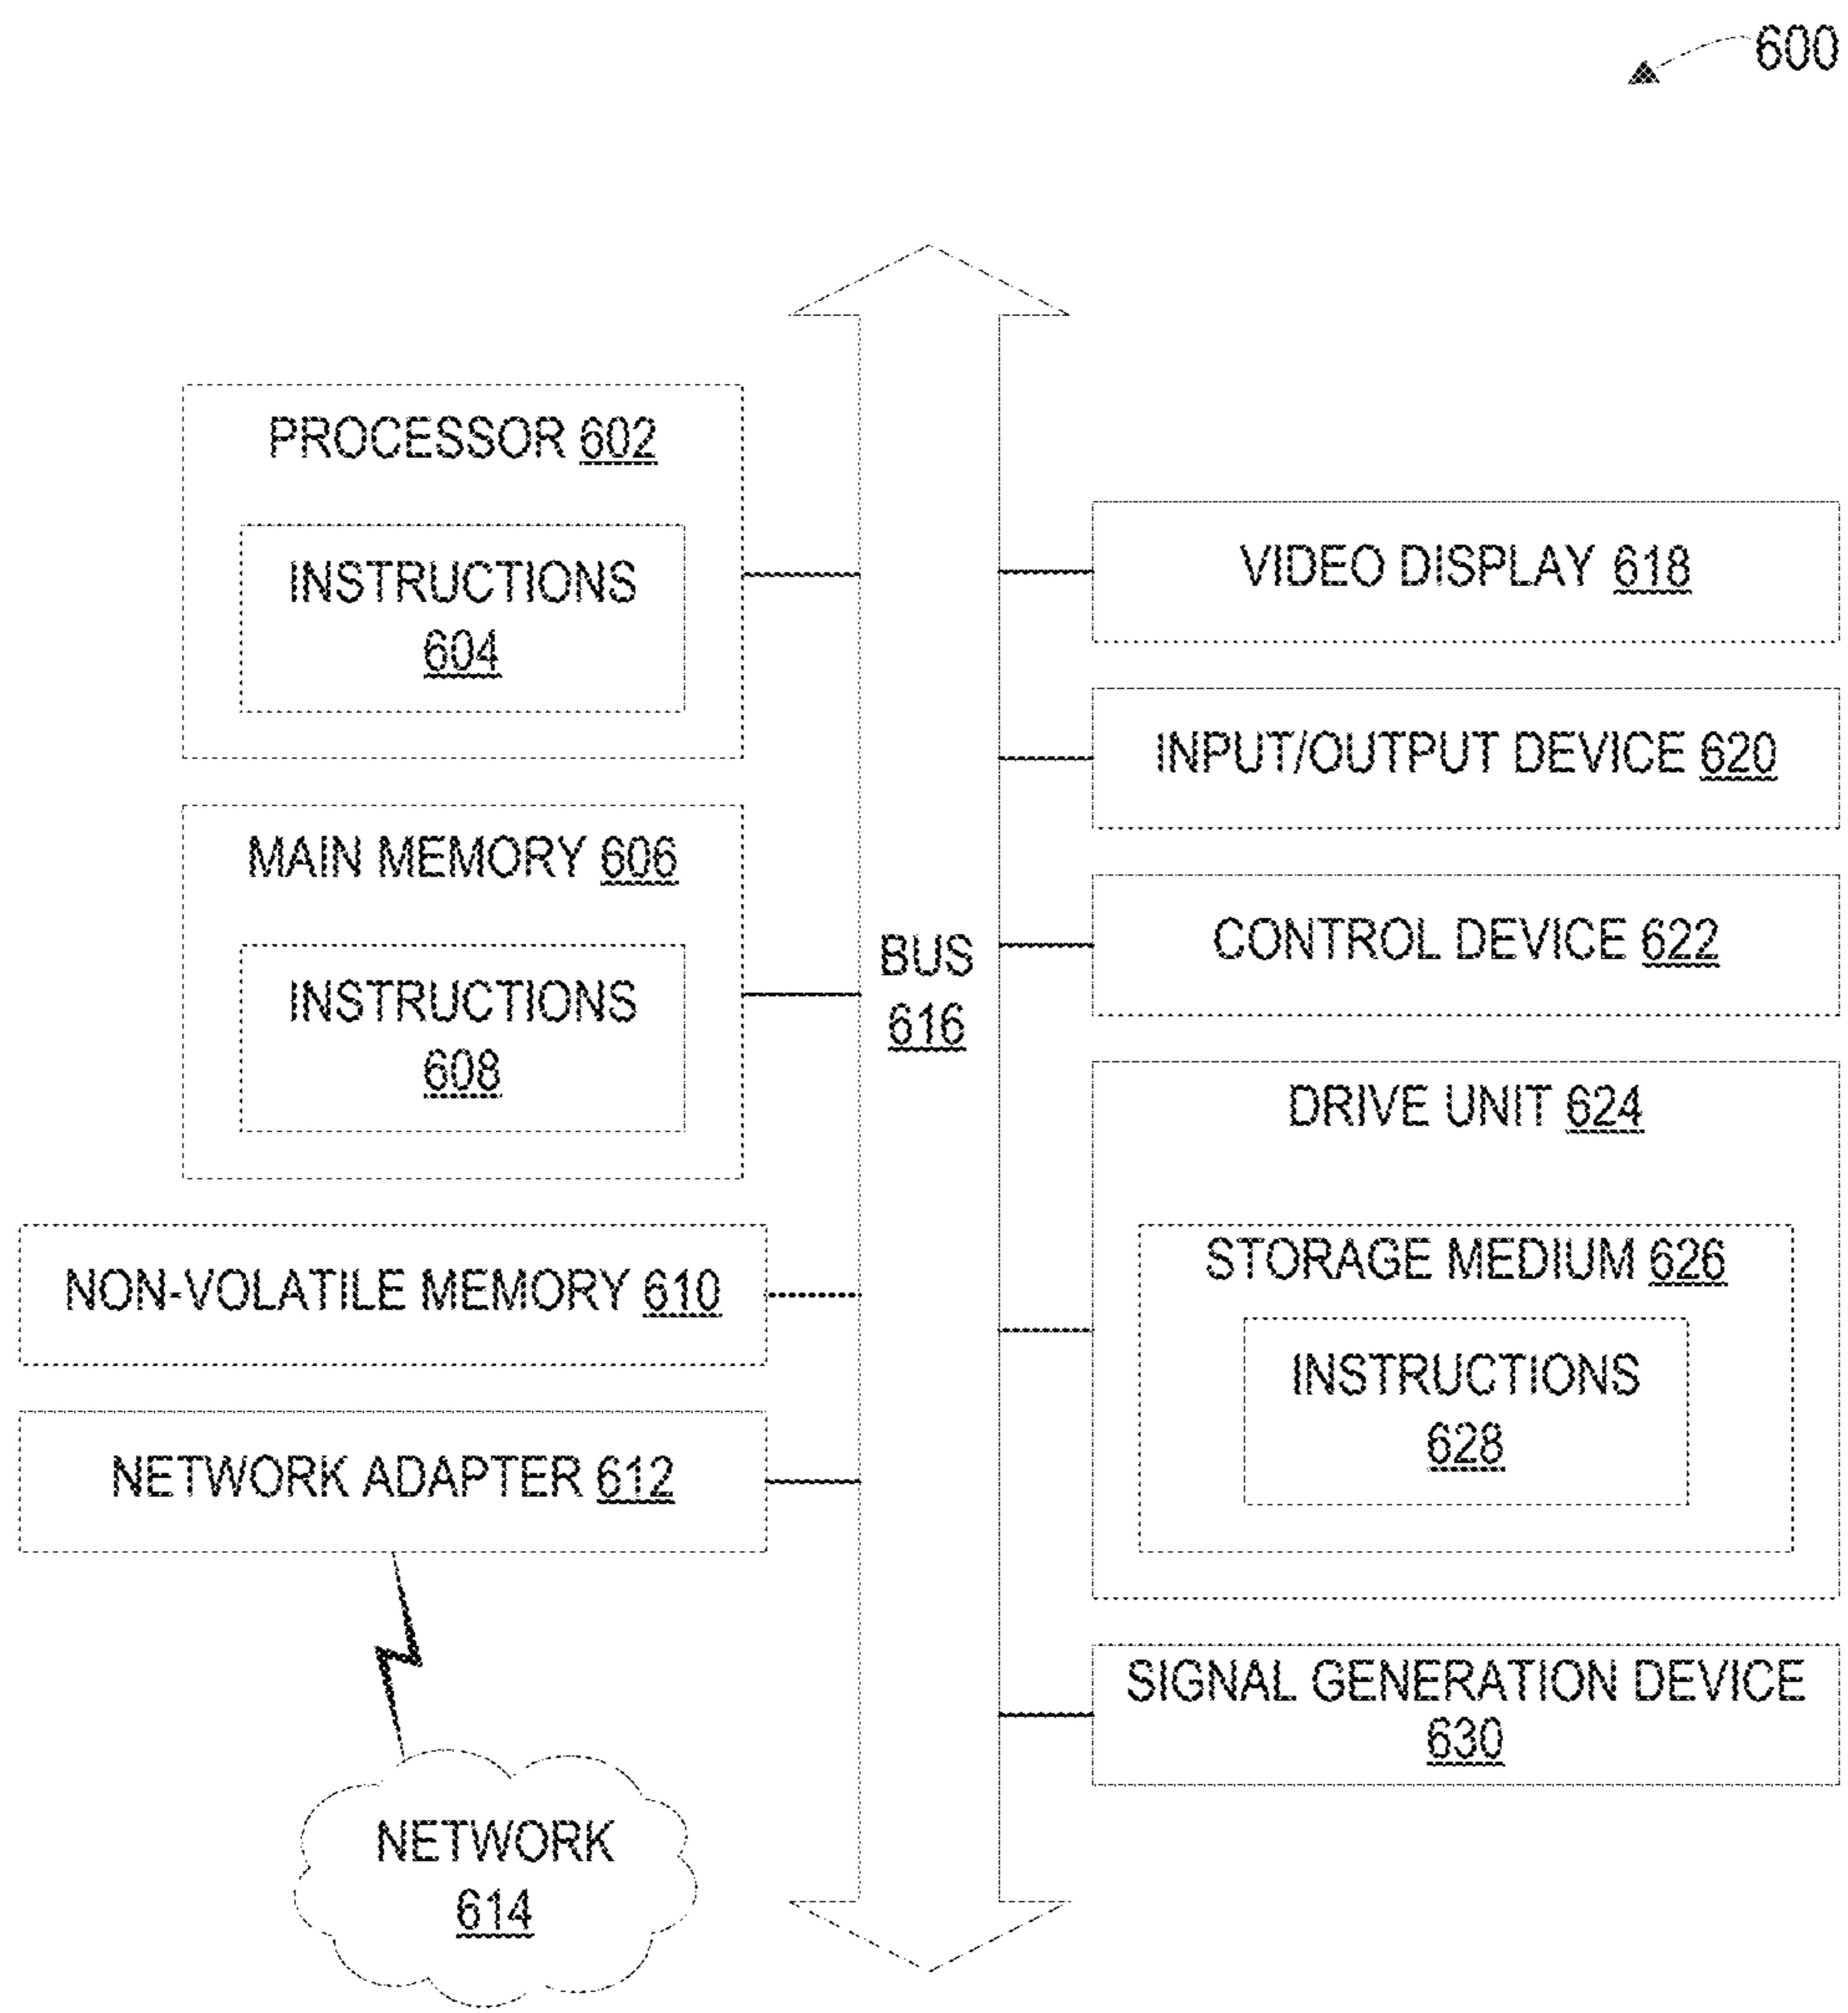 600
PROCESSOR 602
INSTRUCTIONS
604
MAIN MEMORY 606
INSTRUCTIONS
608
NON-VOLATILE MEMORY 610
NETWORK ADAPTER 612
NETWORK
614
BUS
616
VIDEO DISPLAY 618
INPUT/OUTPUT DEVICE 620
CONTROL DEVICE 622
DRIVE UNIT 624
STORAGE MEDIUM 626
INSTRUCTIONS
628
SIGNAL GENERATION DEVICE
630